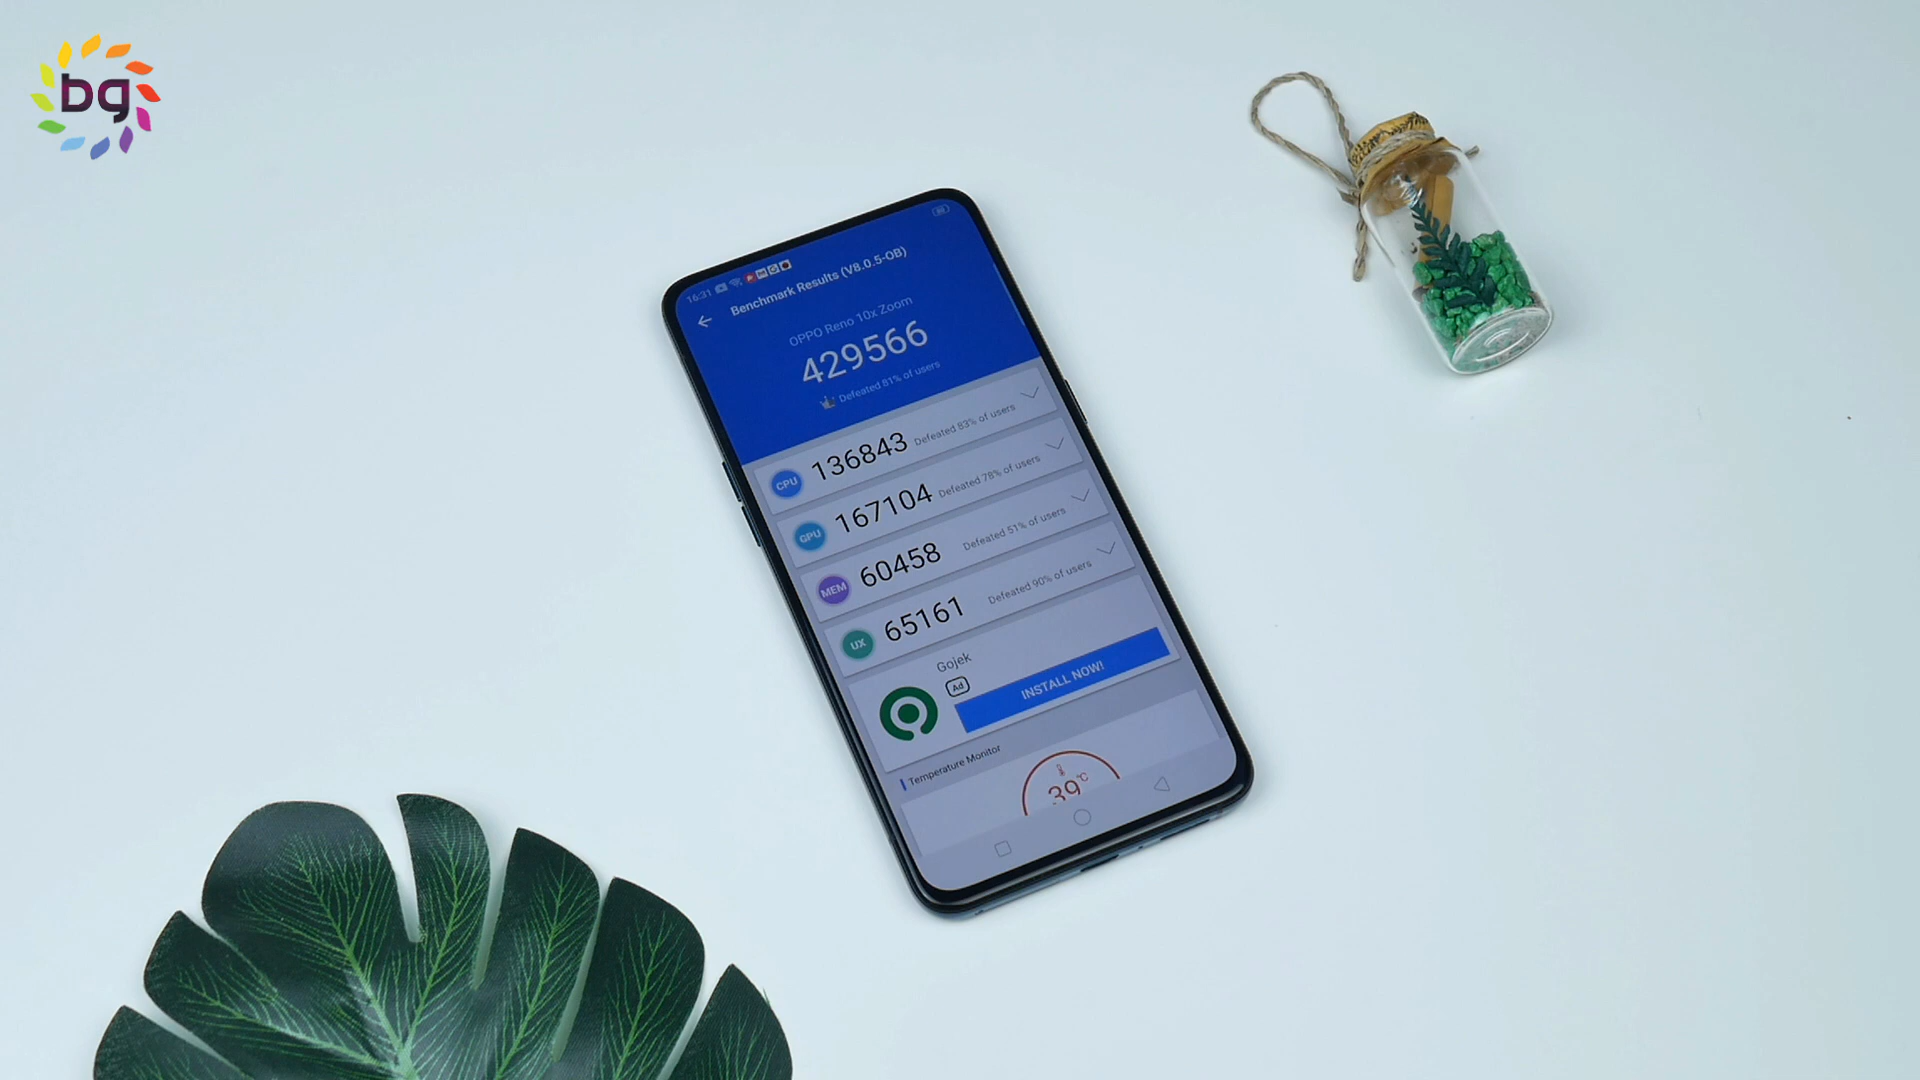 bg
16:31
Benchmark Results (V8.0.5-OB)
OPPO Reno 10x Zoom
429566
Defeated 81% of users
CPU 136843 Defeated 83% of users
GPU 167104 Defeated 78% of users
MEM 60458 Defeated 51% of users
UX 65161 Defeated 90% of users
Gojek
Ad
INSTALL NOW!
Temperature Monitor
39°C